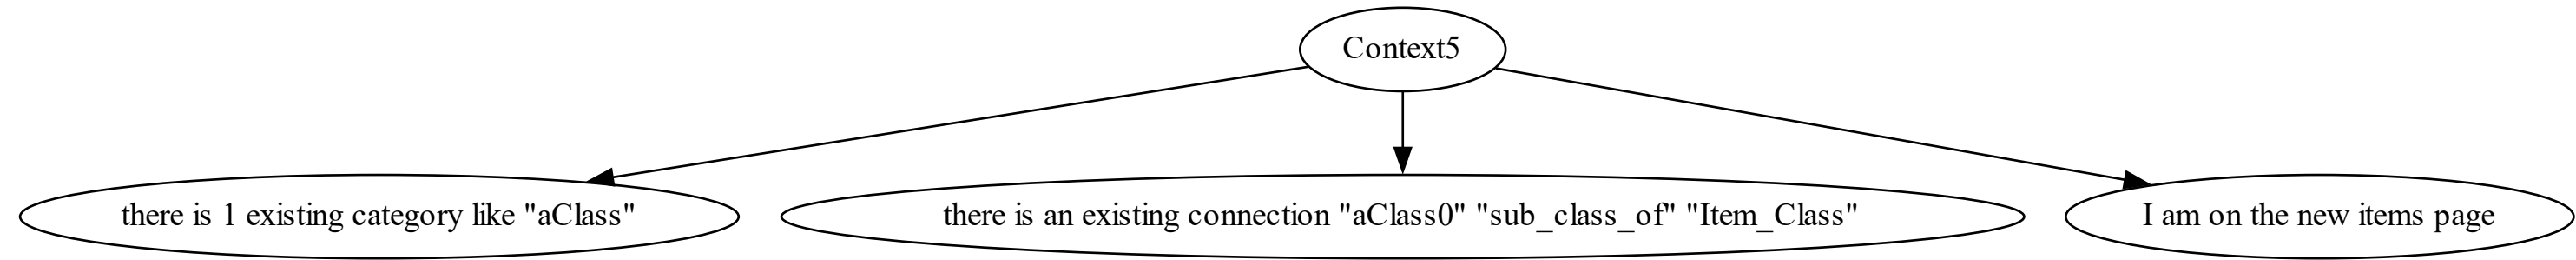 Context5
there is 1 existing category like "aClass"
there is an existing connection "aClass0" "sub_class_of" "Item_Class"
I am on the new items page